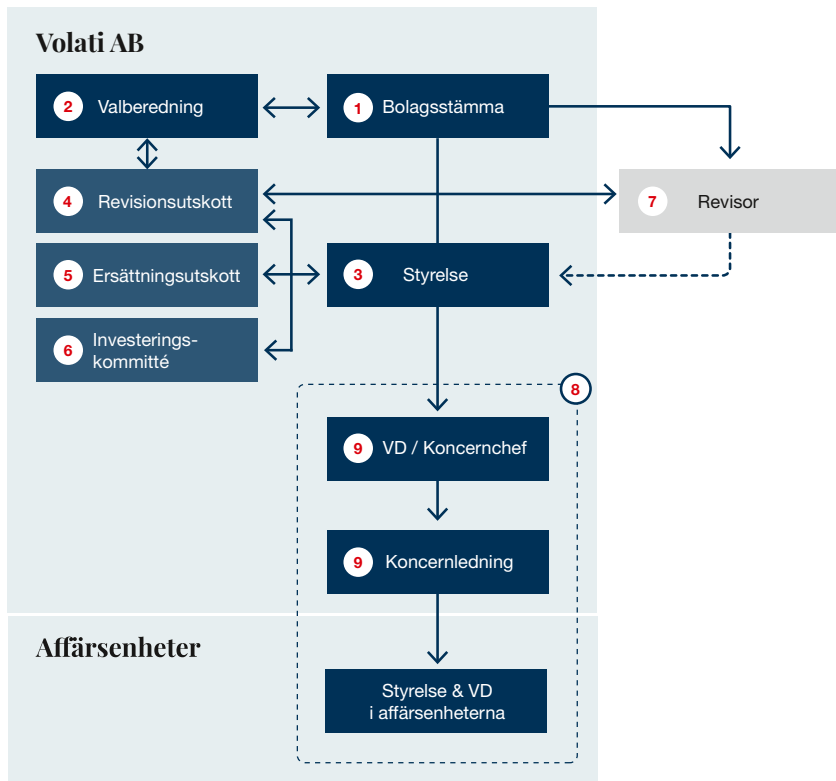 Volati AB
2 Valberedning
1 Bolagsstämma
4 Revisionsutskott
7 Revisor
5 Ersättningsutskott
3 Styrelse
6 Investerings-
kommitté
8
9 VD / Koncernchef
9 Koncernledning
Affärsenheter
Styrelse & VD
i affärsenheterna